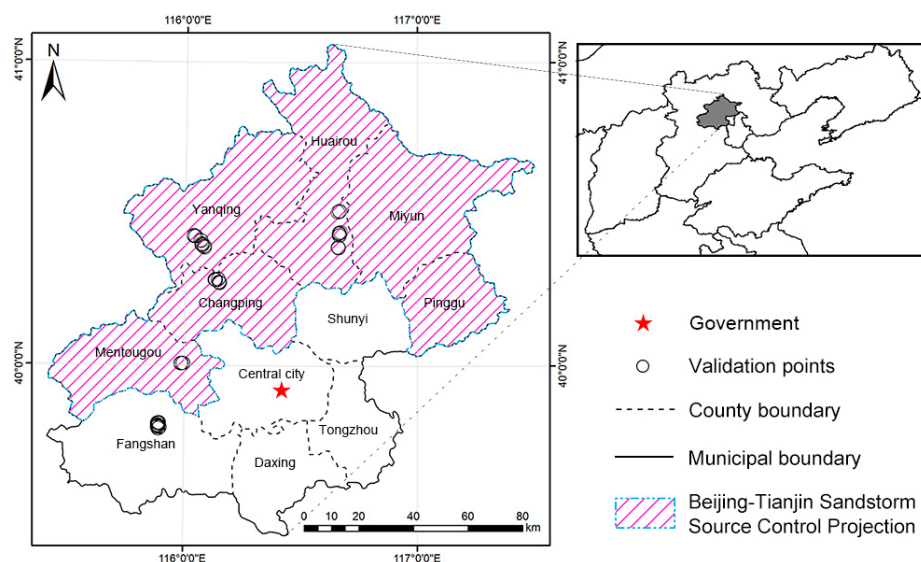 116°0'0"E
117°0'0"E
N
41°0'0"N
41°0'0"N
Huairou
Yanqing
Miyun
Changping
Pinggu
Shunyi
Mentougou
40°0'0"N
40°0'0"N
Central city
Fangshan
Tongzhou
Daxing
0 10 20 40 60 80
km
116°0'0"E
117°0'0"E
Government
Validation points
County boundary
Municipal boundary
Beijing-Tianjin Sandstorm
Source Control Projection